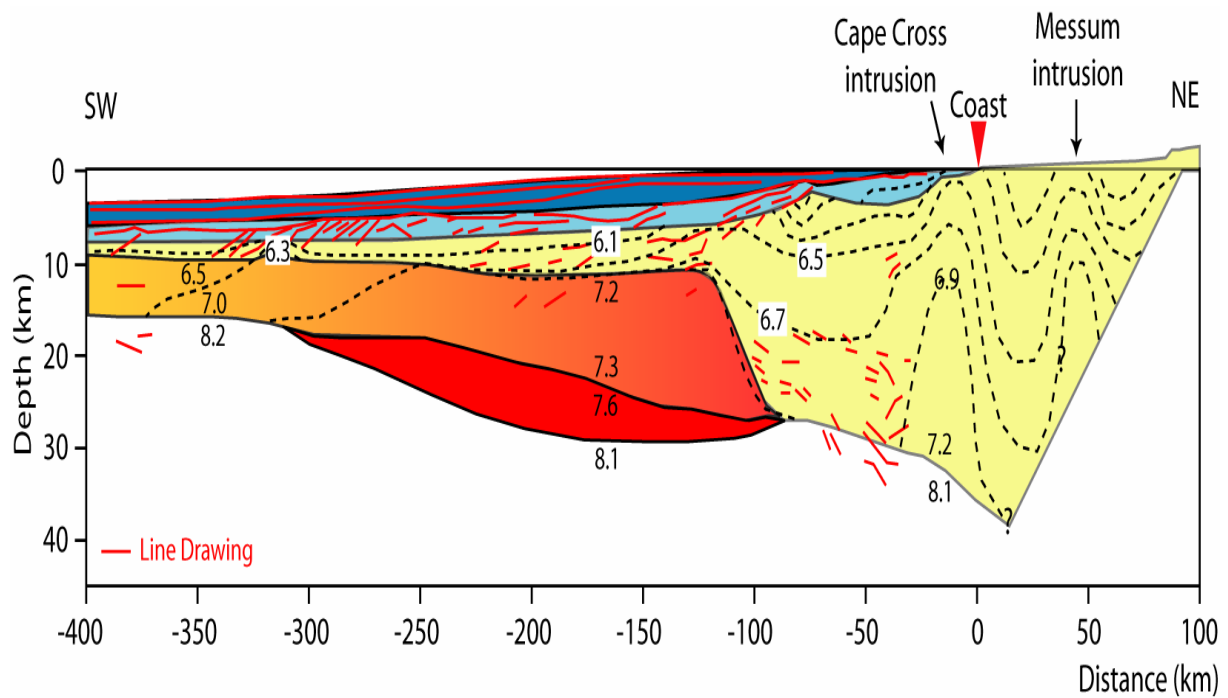 Cape Cross
intrusion
Messum
intrusion
SW
Coast
NE
0
10
20
30
40
Depth (km)
6.3
6.1
6.5
6.5
7.0
7.2
6.9
8.2
6.7
7.3
7.6
?
8.1
7.2
8.1
?
Line Drawing
-400 -350 -300 -250 -200 -150 -100 -50 0 50 100
Distance (km)